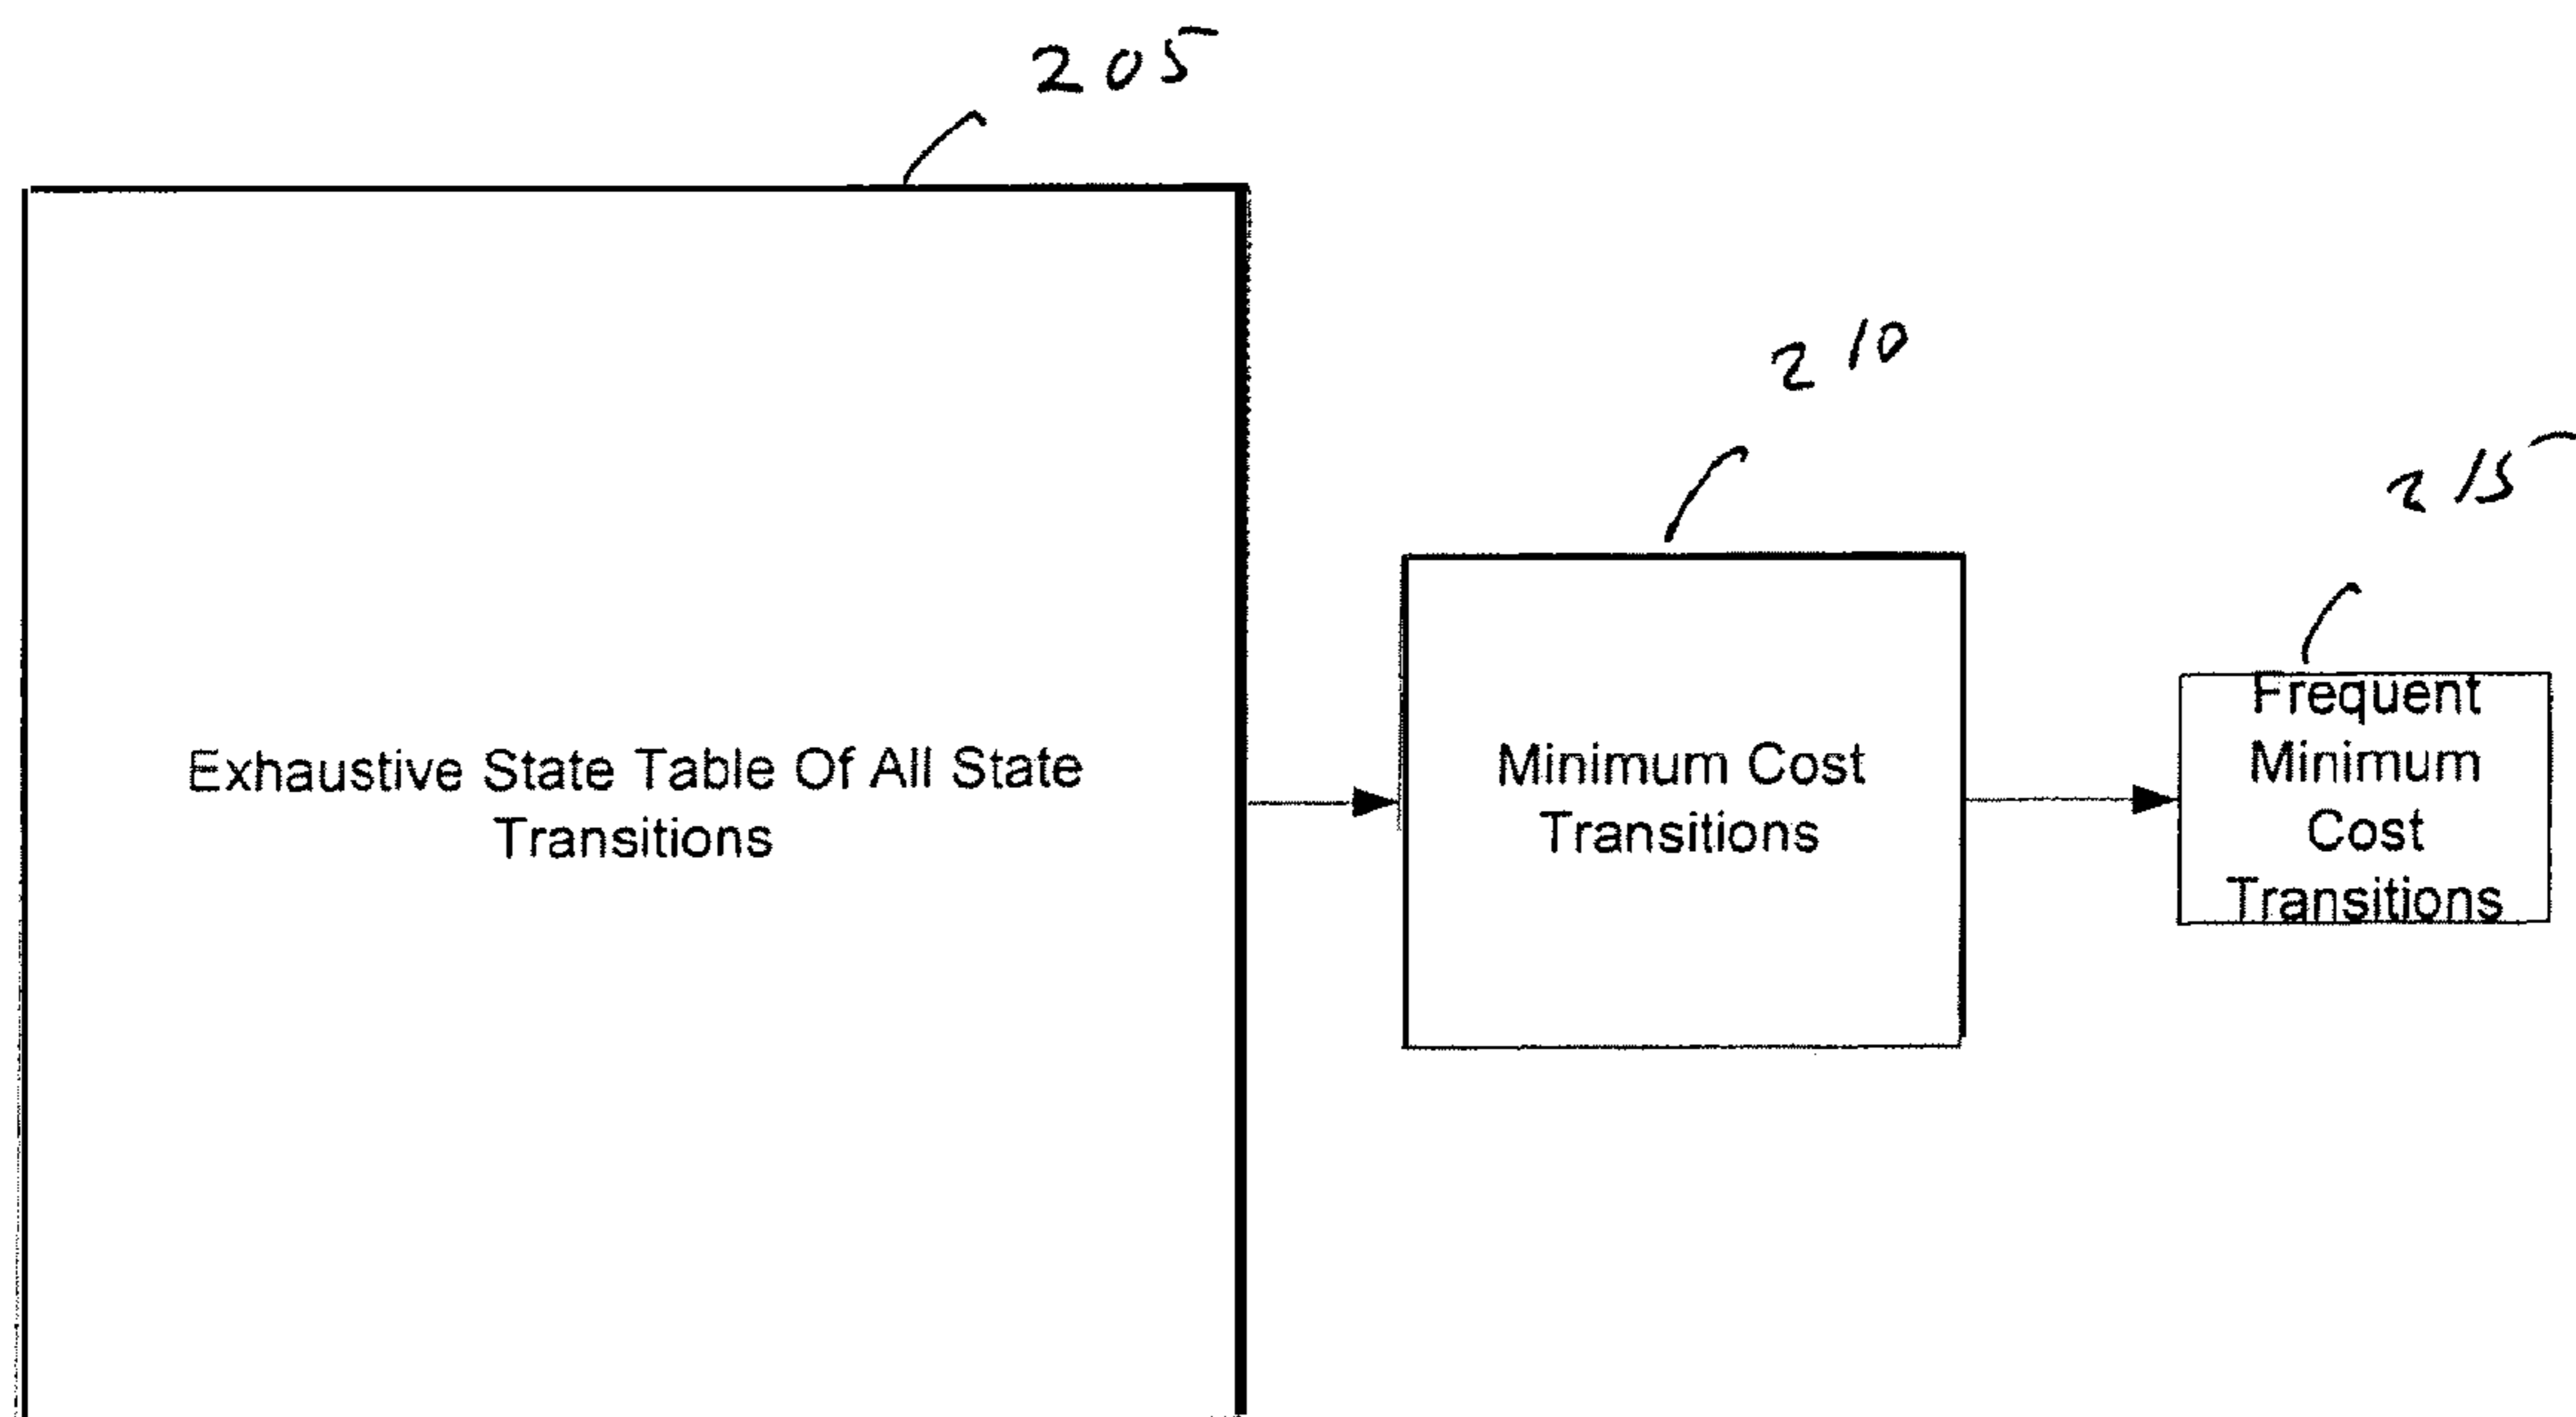 205
210
215
Exhaustive State Table Of All State
Transitions
Minimum Cost
Transitions
Frequent
Minimum
Cost
Transitions